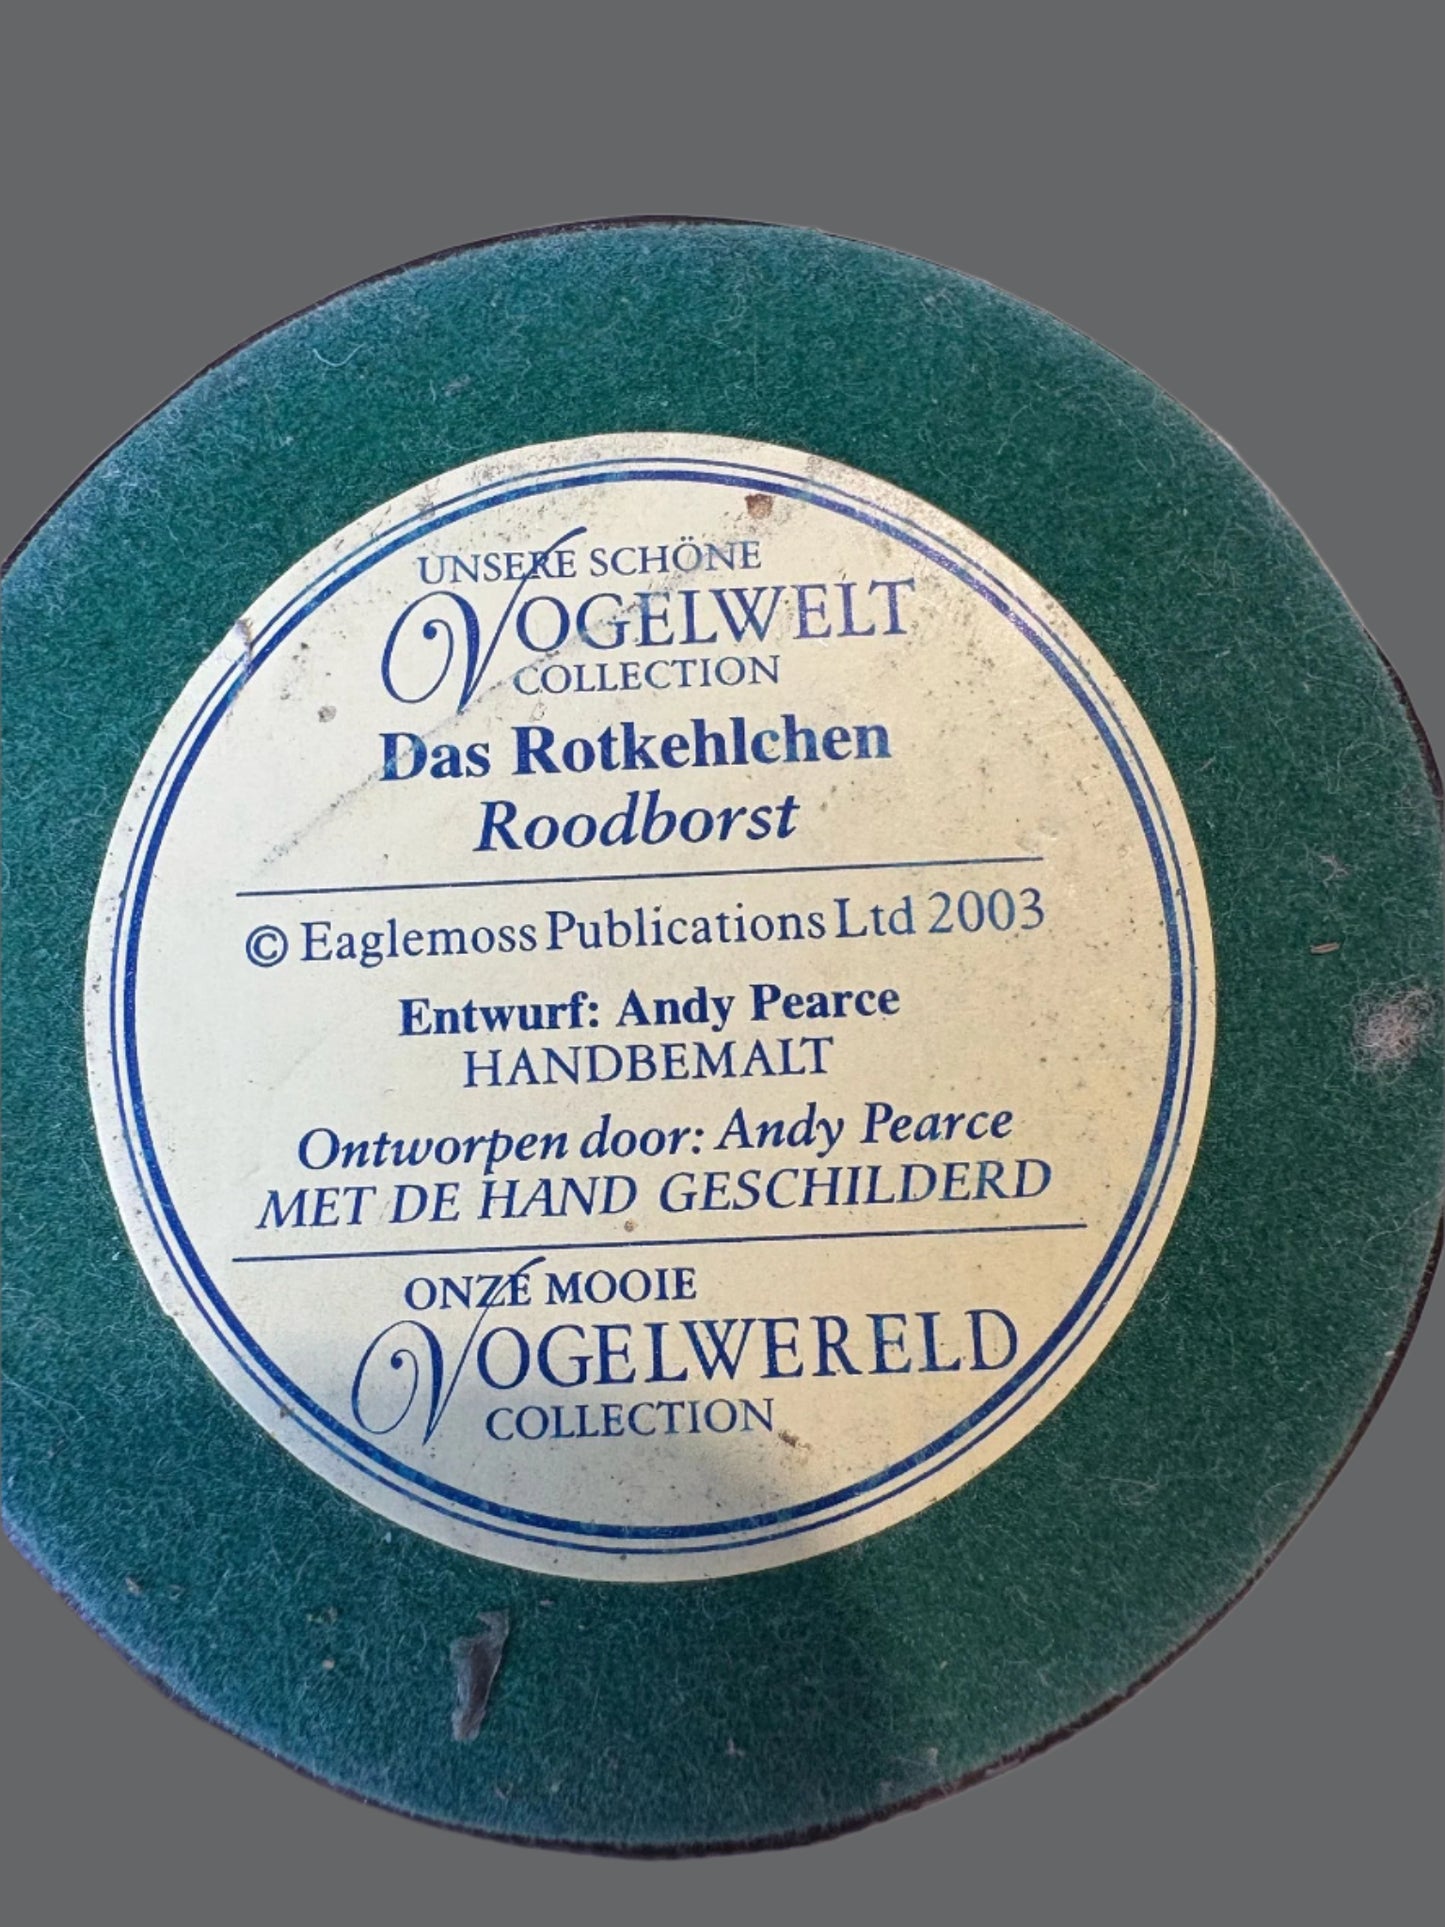 UNSERE SCHÖNE
VOGELWELT
COLLECTION
Das Rotkehlchen
Roodborst
© Eaglemoss Publications Ltd 2003
Entwurf: Andy Pearce
HANDBEMALT
Ontworpen door: Andy Pearce
MET DE HAND GESCHILDERD
ONZE MOOIE
VOGELWERELD
COLLECTION